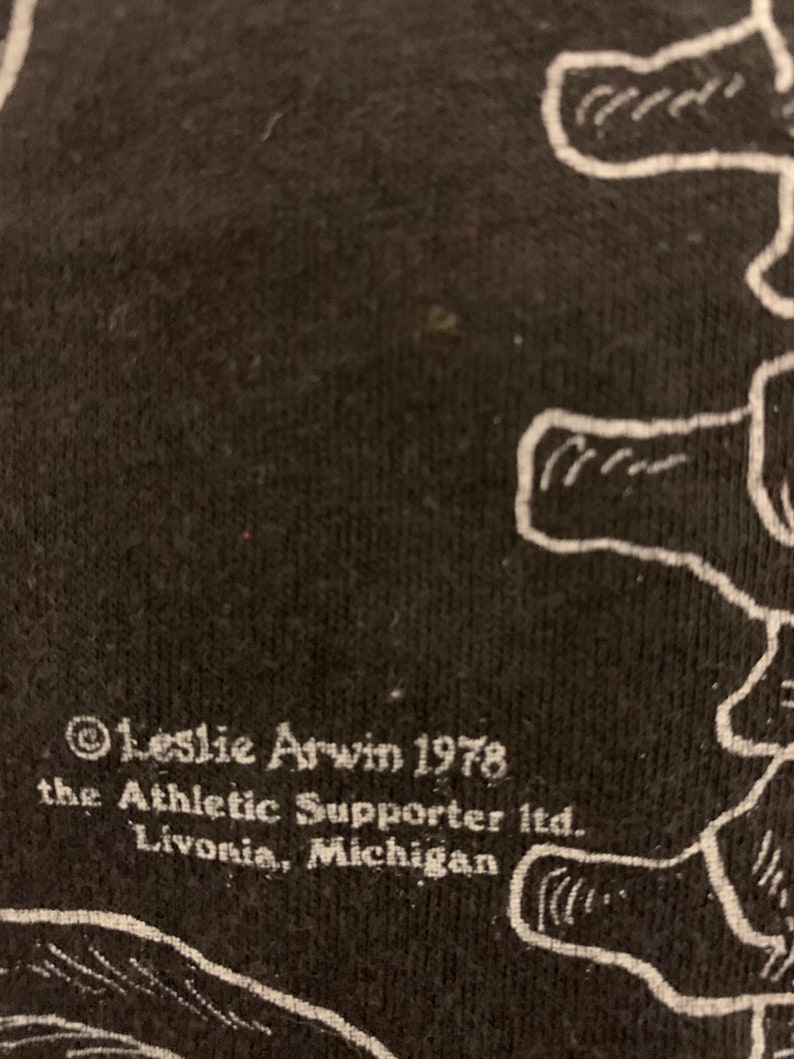 © Leslie Arwin 1978
the Athletic Supporter ltd.
Livonia, Michigan